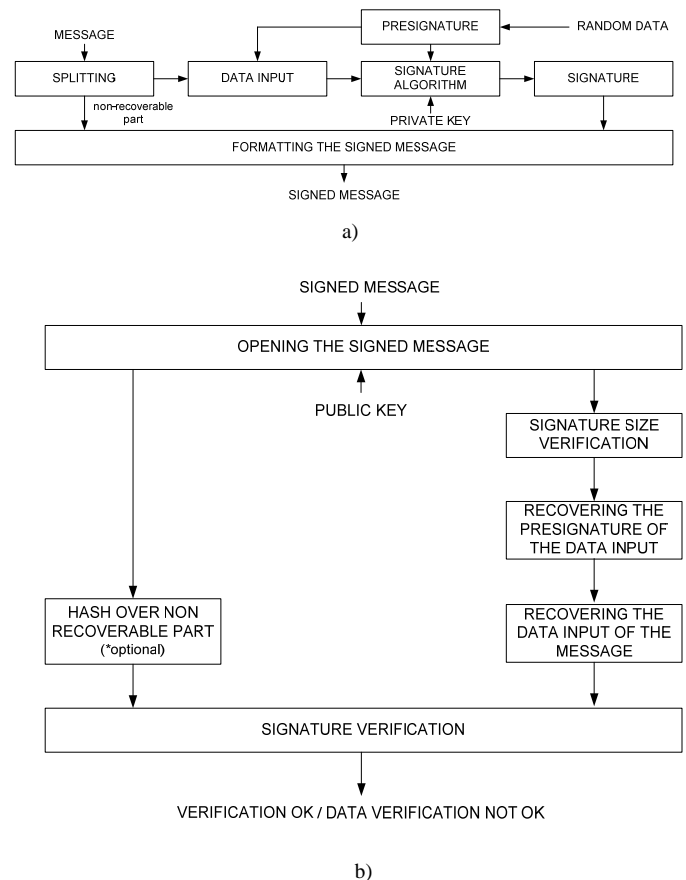 PRESIGNATURE
RANDOM DATA
MESSAGE
SPLITTING
DATA INPUT
SIGNATURE
ALGORITHM
SIGNATURE
non-recoverable
part
PRIVATE KEY
FORMATTING THE SIGNED MESSAGE
SIGNED MESSAGE
a)
SIGNED MESSAGE
OPENING THE SIGNED MESSAGE
PUBLIC KEY
SIGNATURE SIZE
VERIFICATION
RECOVERING THE
PRESIGNATURE OF
THE DATA INPUT
HASH OVER NON
RECOVERABLE PART
(*optional)
RECOVERING THE
DATA INPUT OF THE
MESSAGE
SIGNATURE VERIFICATION
VERIFICATION OK / DATA VERIFICATION NOT OK
b)